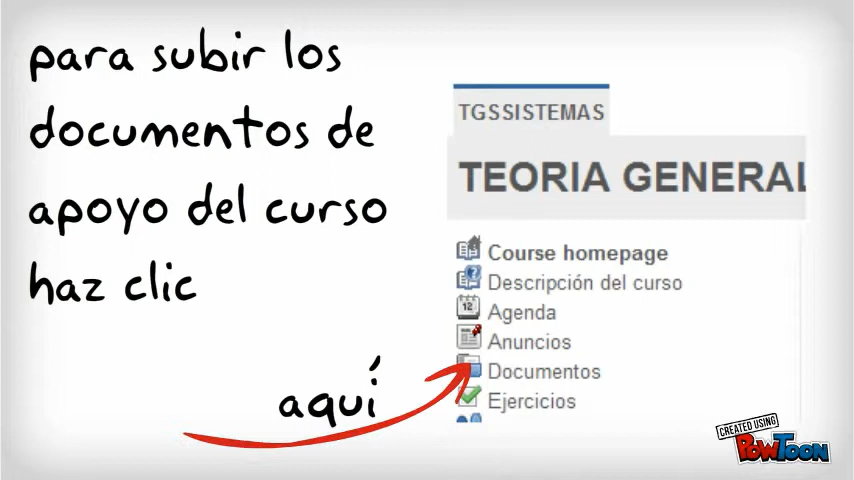 para subir los
documentos de
apoyo del curso
haz clic
aquí
TGSSISTEMAS
TEORIA GENERAL
Course homepage
Descripción del curso
12
Agenda
Anuncios
Documentos
Ejercicios
CREATED USING
POWTOON